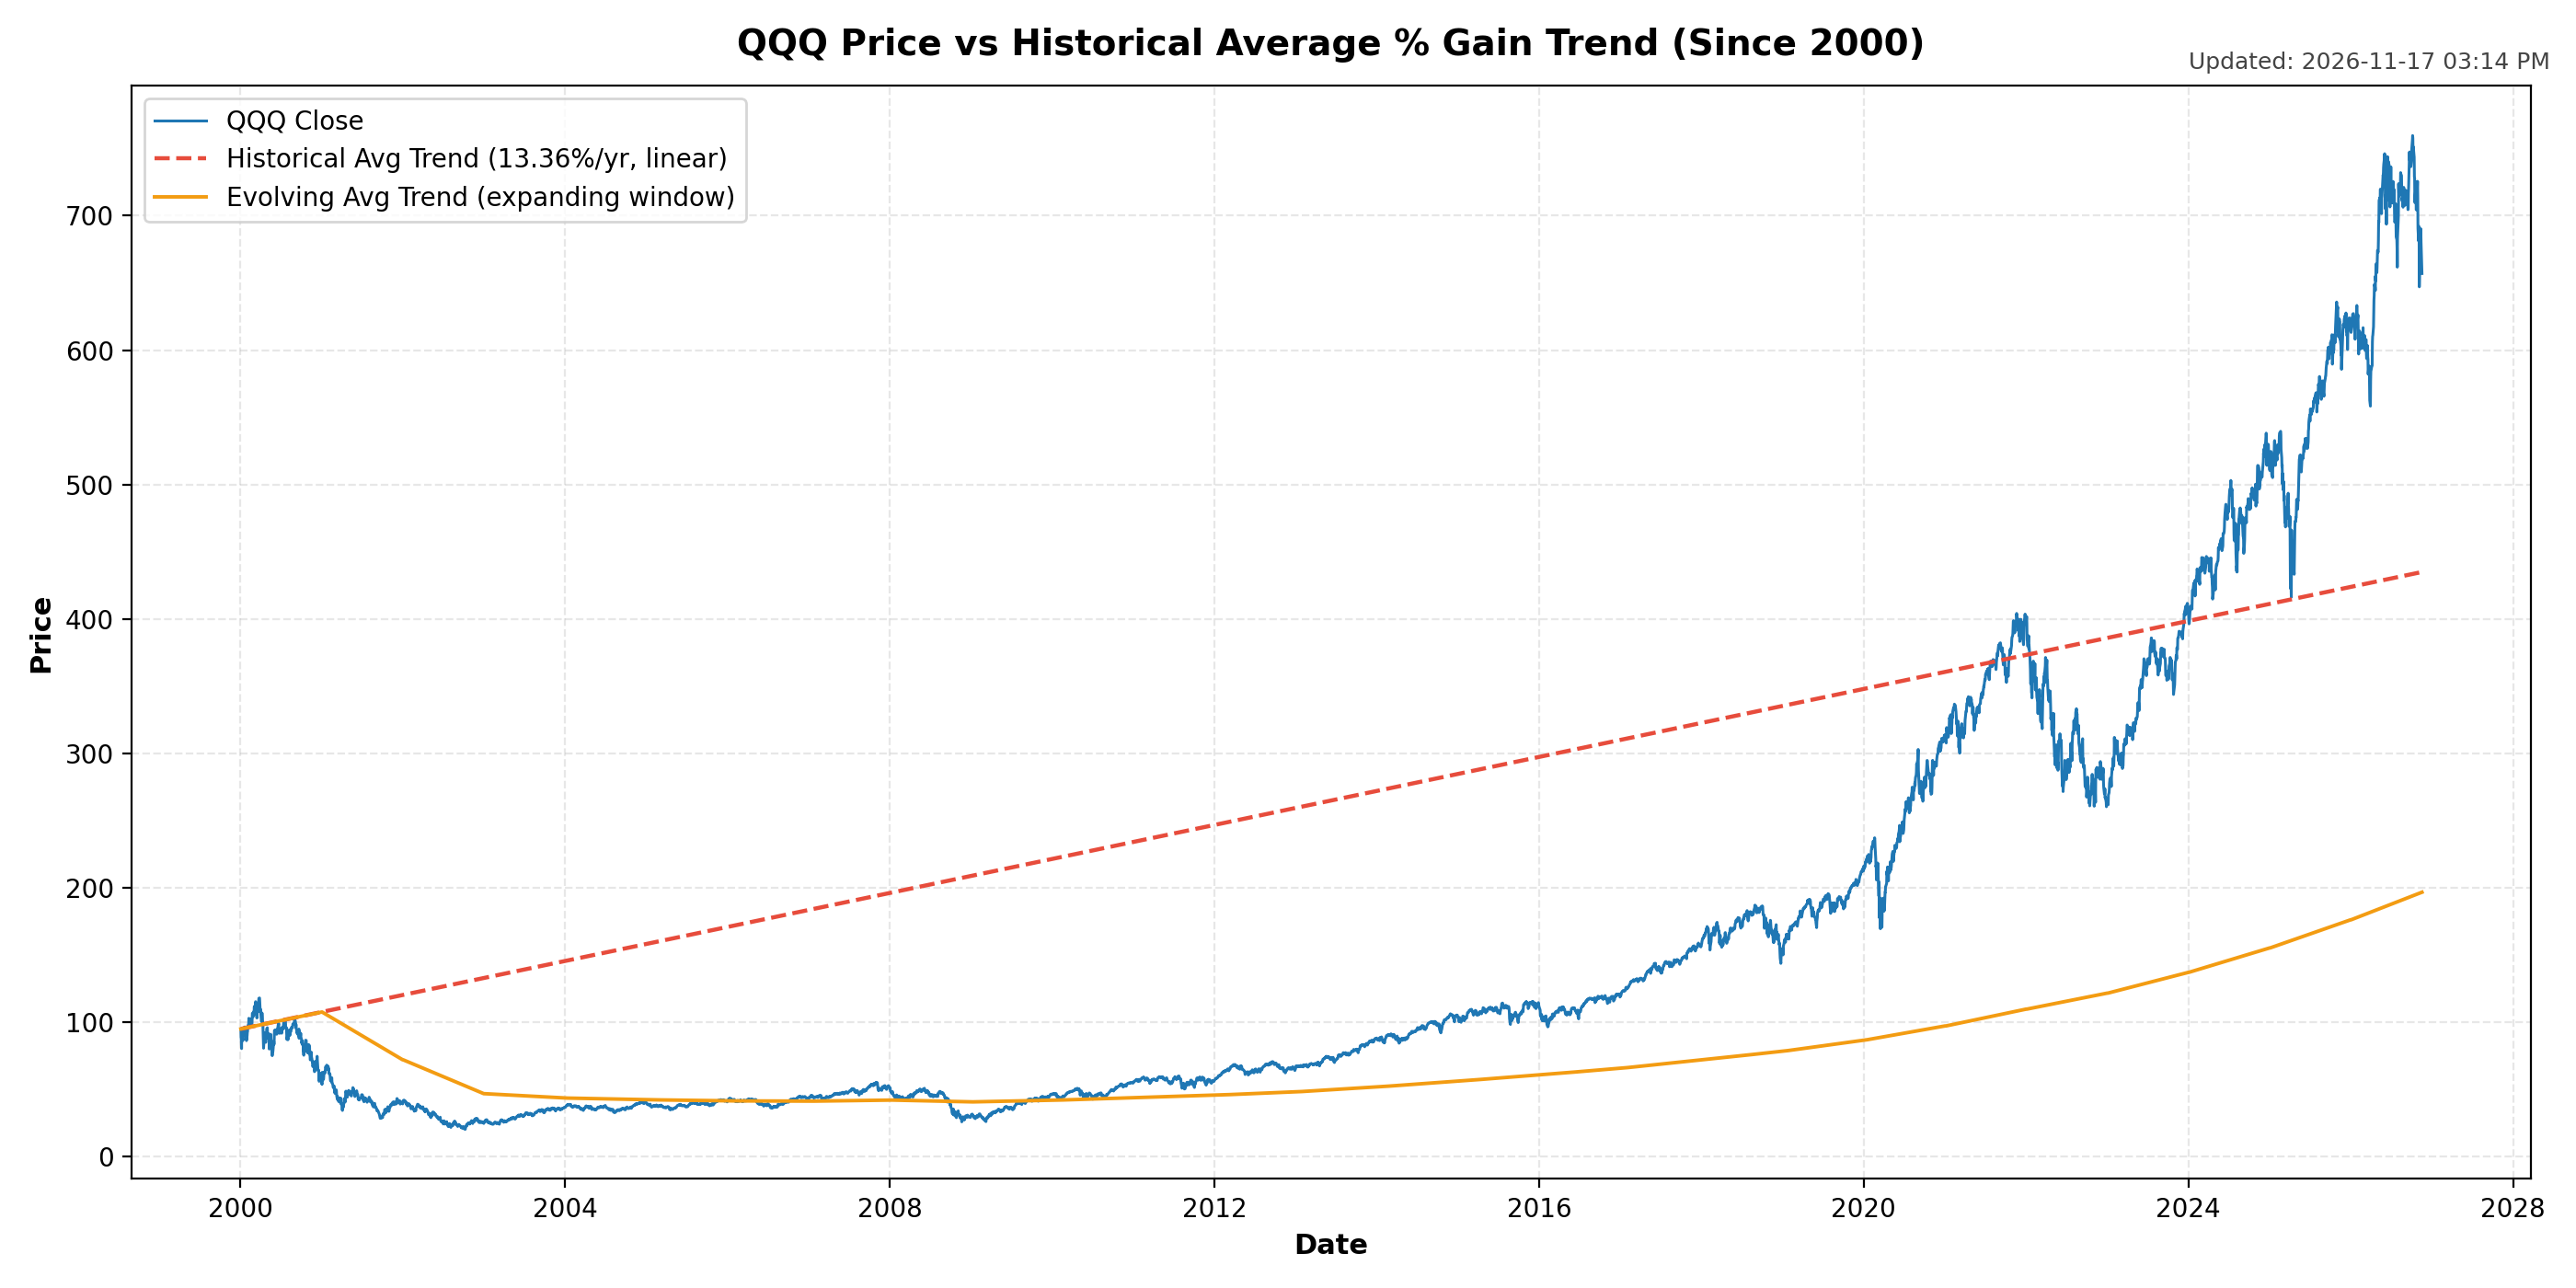 QQQ Price vs Historical Average % Gain Trend (Since 2000)
Updated: 2026-11-17 03:14 PM
QQQ Close
Historical Avg Trend (13.36%/yr, linear)
Evolving Avg Trend (expanding window)
700
600
500
400
300
200
100
0
Price
2000 2004 2008 2012 2016 2020 2024 2028
Date